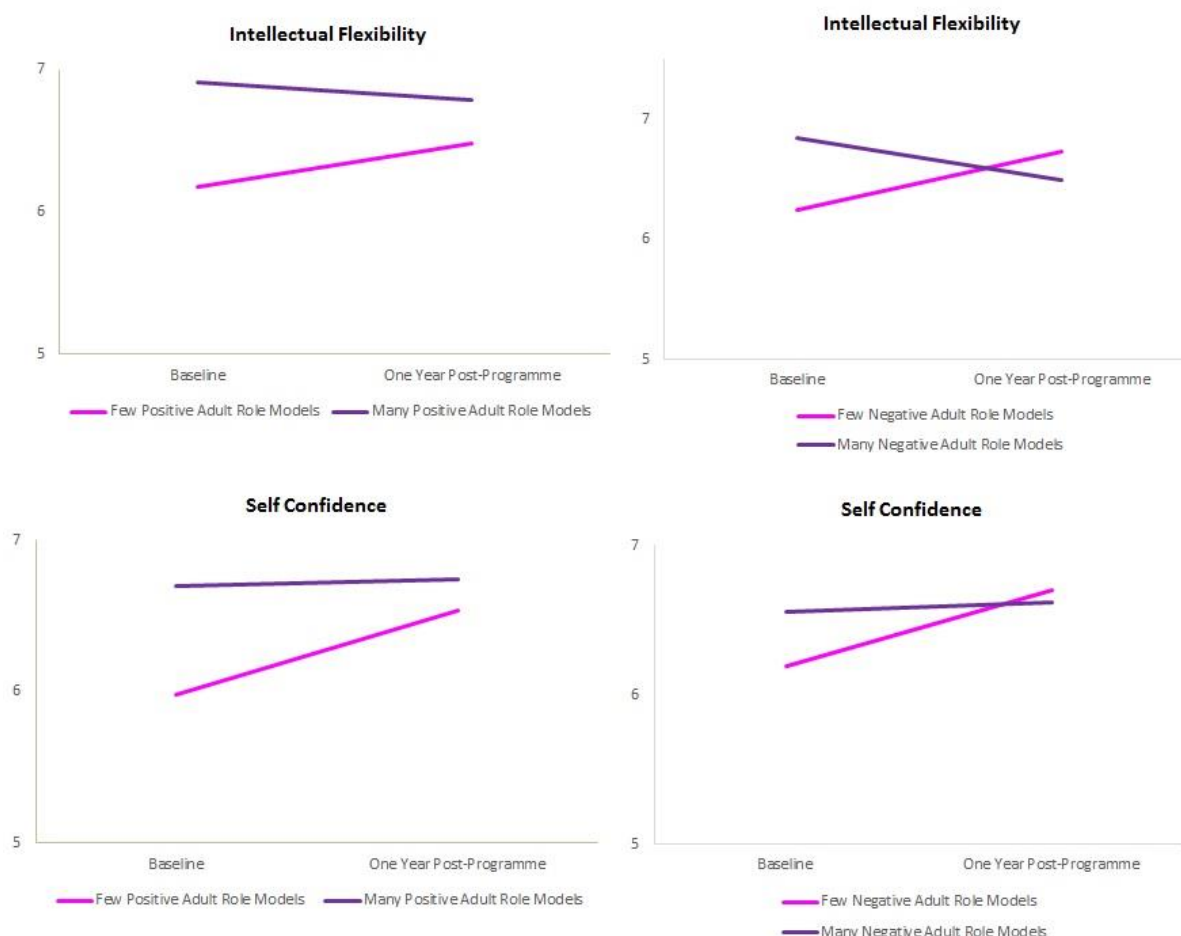 Intellectual Flexibility
7
6
5
Baseline One Year Post-Programme
Few Positive Adult Role Models Many Positive Adult Role Models
Intellectual Flexibility
7
6
5
Baseline One Year Post-Programme
Few Negative Adult Role Models
Many Negative Adult Role Models
Self Confidence
7
6
5
Baseline One Year Post-Programme
Few Positive Adult Role Models Many Positive Adult Role Models
Self Confidence
7
6
5
Baseline One Year Post-Programme
Few Negative Adult Role Models
Many Negative Adult Role Models